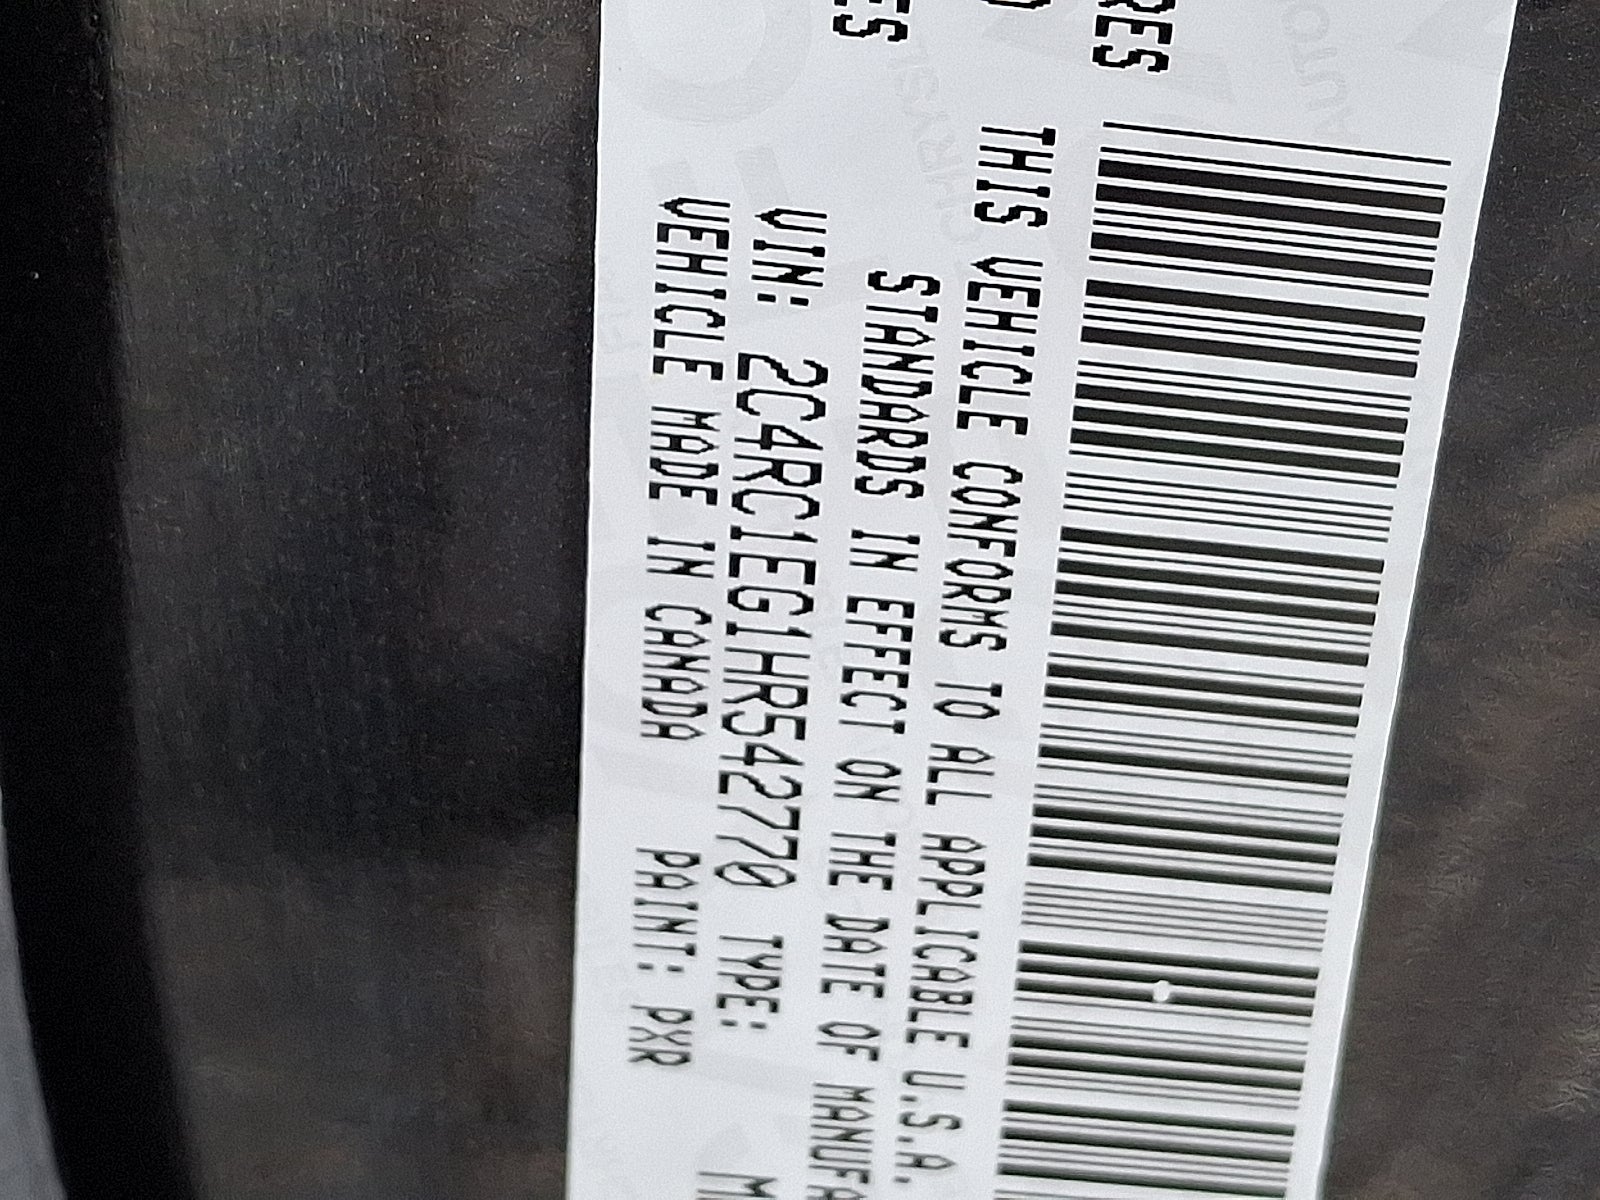 THIS VEHICLE CONFORMS TO ALL APPLICABLE U.S.A.
STANDARDS IN EFFECT ON THE DATE OF MANUFA
VIN: 2C4RC1EG1HR542770 TYPE: M
VEHICLE MADE IN CANADA PAINT: PXR